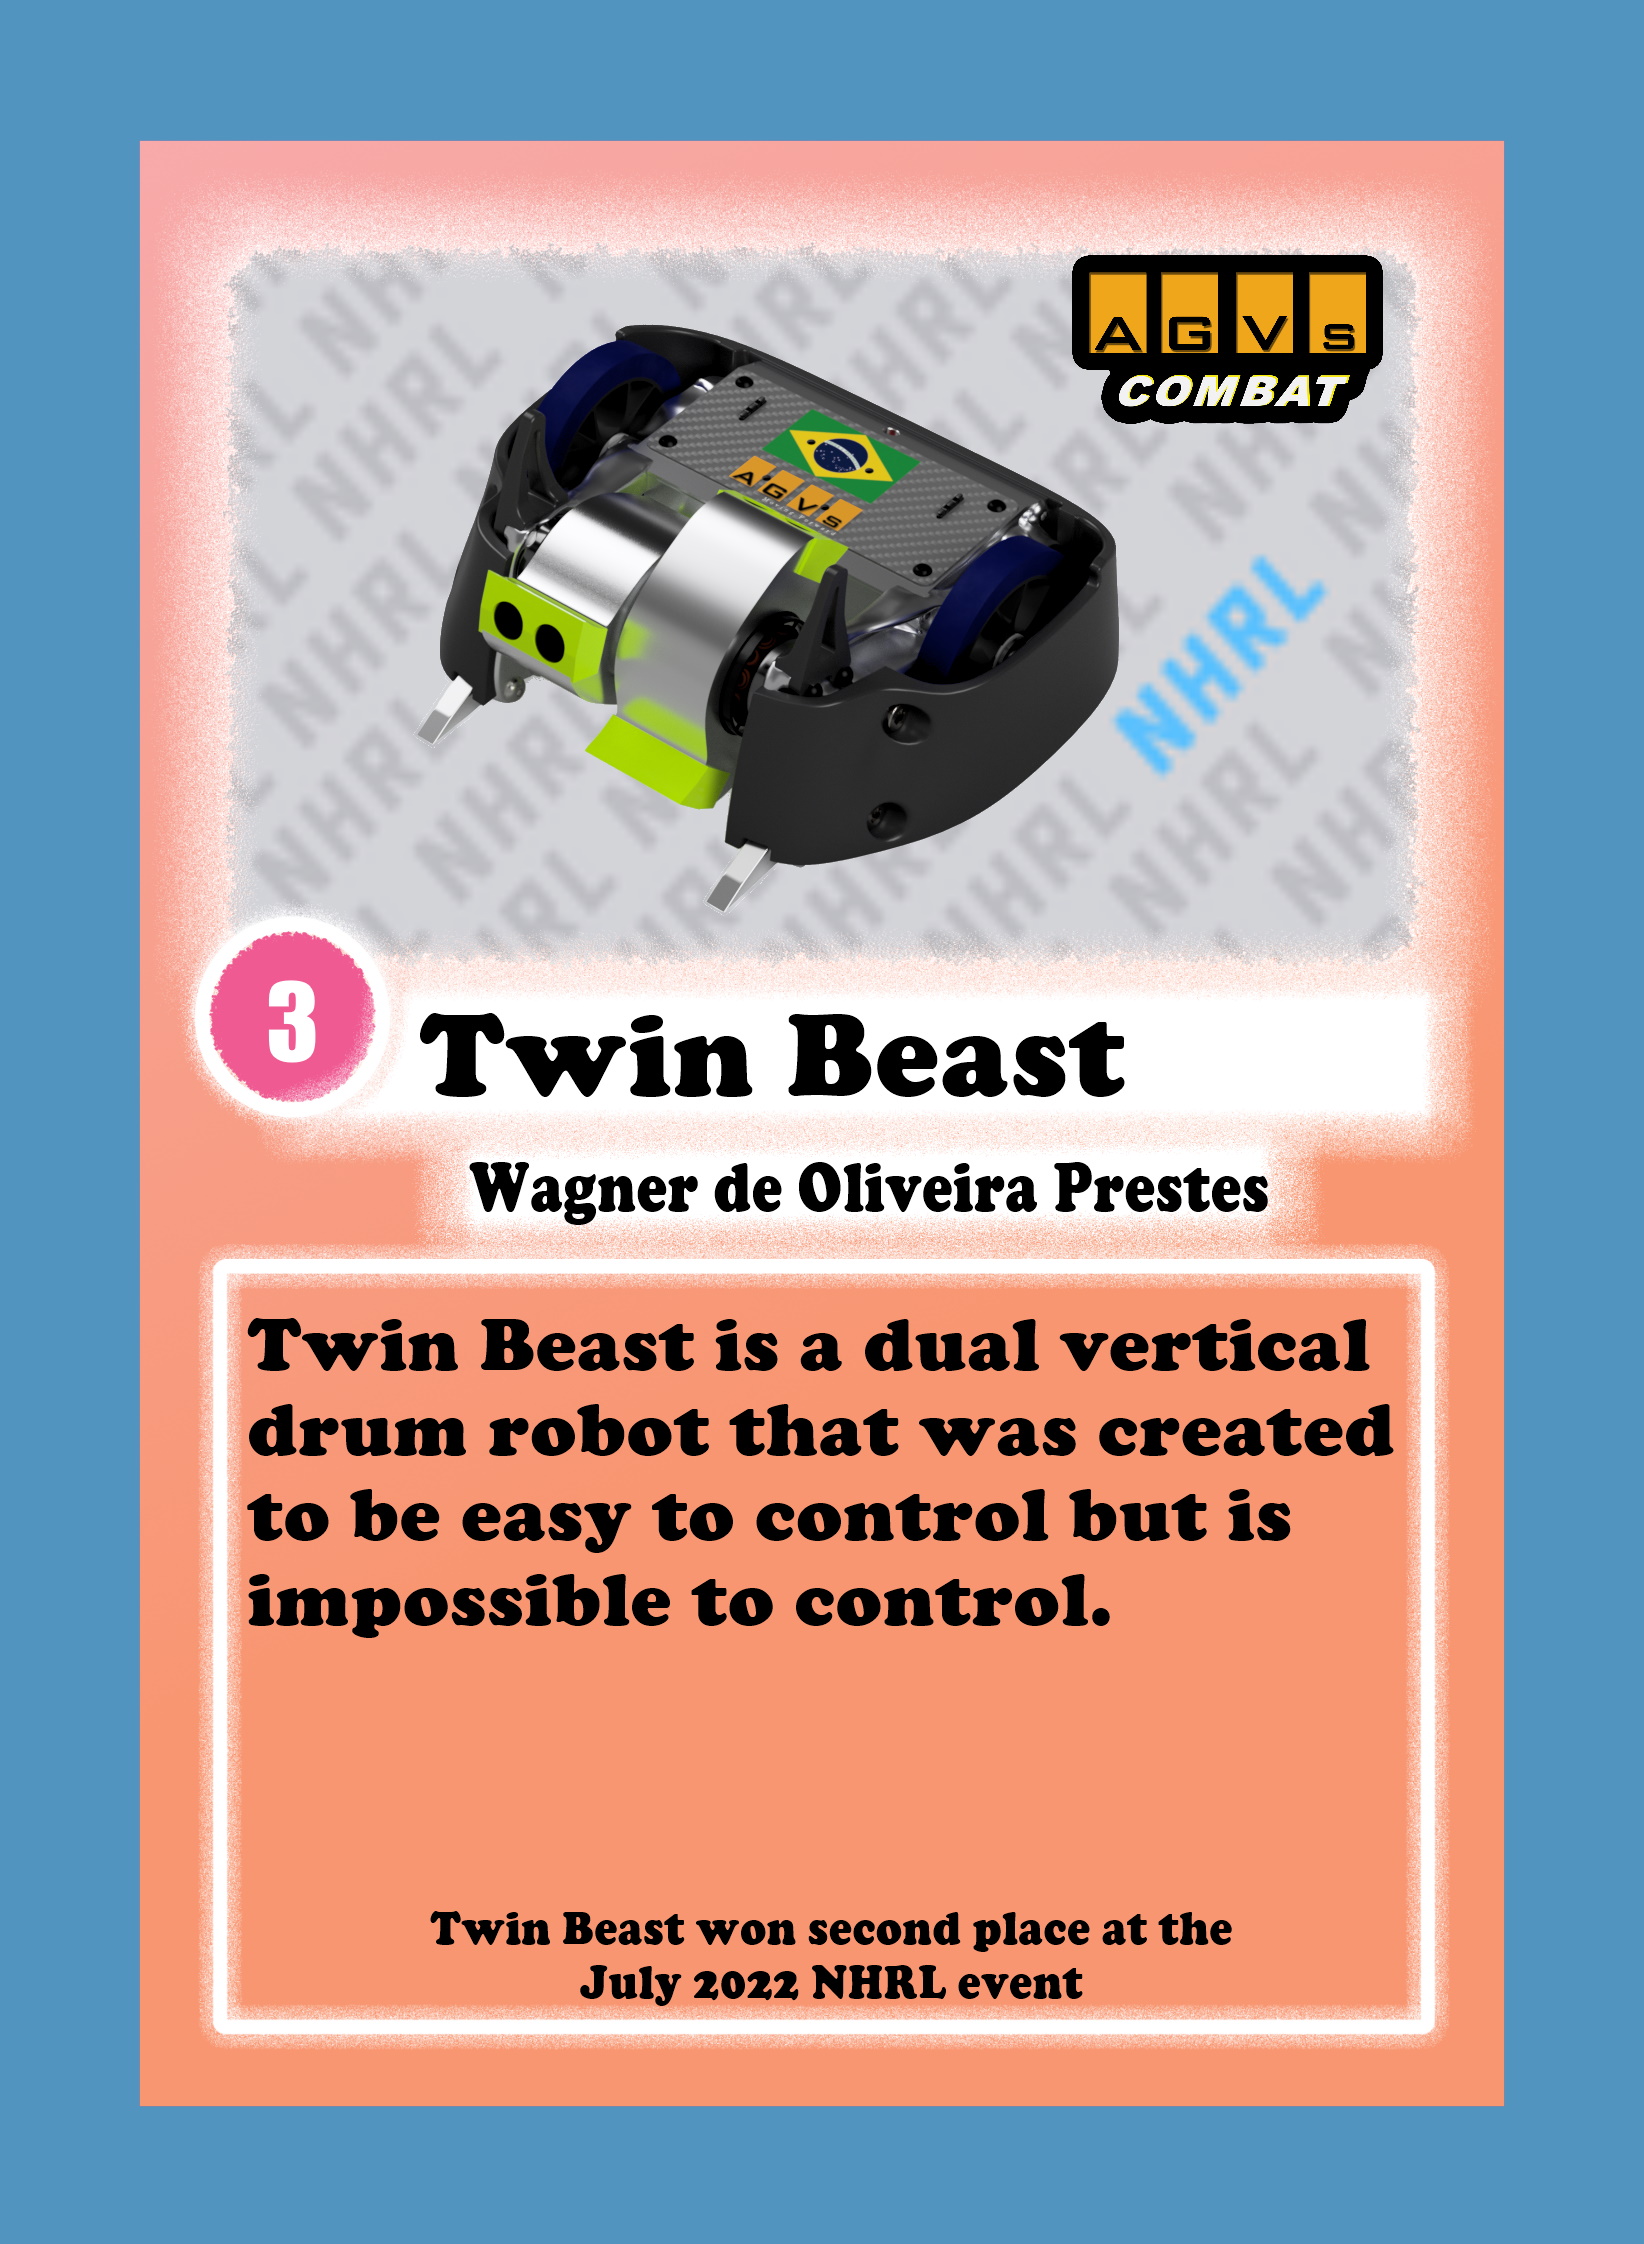 AGVs
COMBAT
AGVs
NHRL
3
Twin Beast
Wagner de Oliveira Prestes
Twin Beast is a dual vertical
drum robot that was created
to be easy to control but is
impossible to control.
Twin Beast won second place at the
July 2022 NHRL event